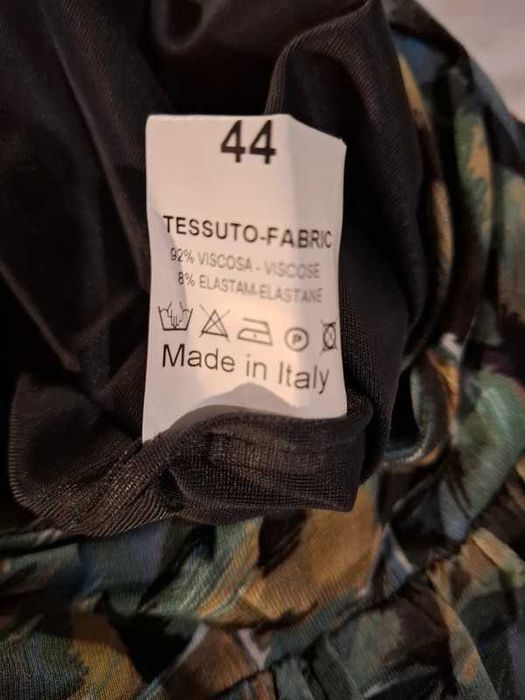 44
TESSUTO-FABRIC
92% VISCOSA - VISCOSE
8% ELASTAM-ELASTANE
P
Made in Italy